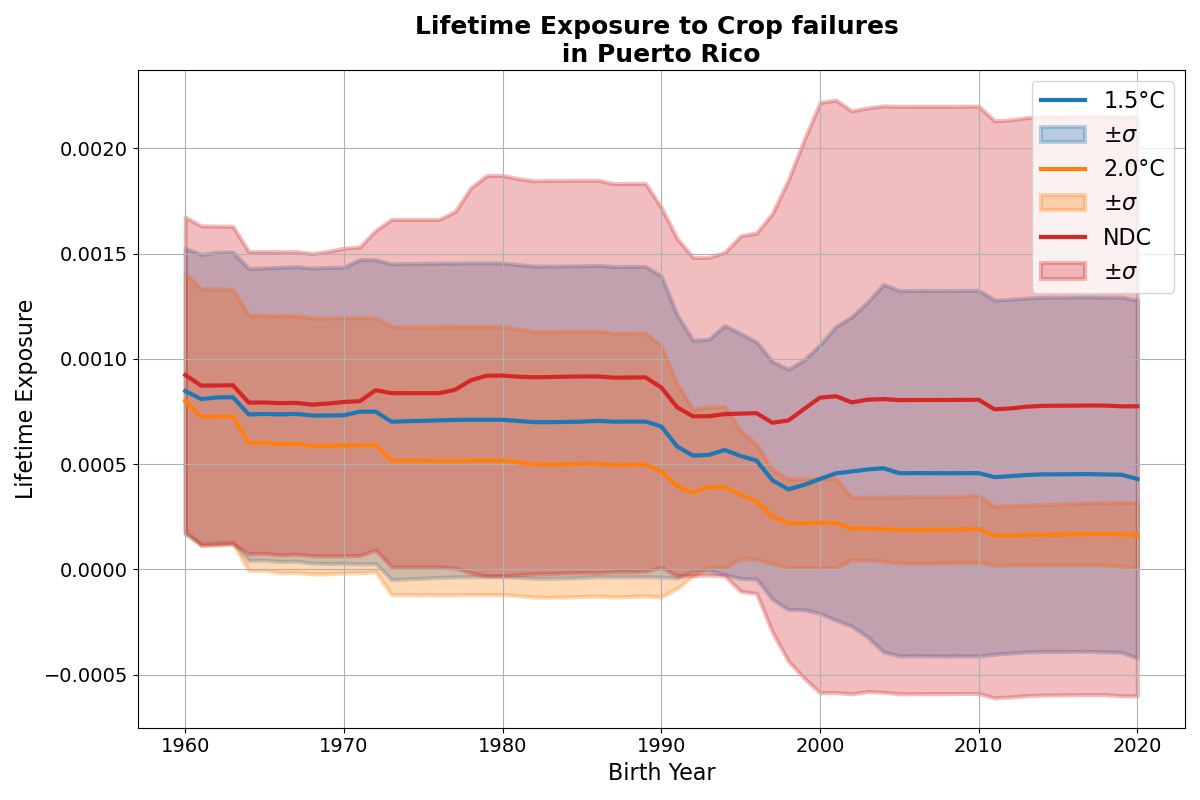 Lifetime Exposure to Crop failures
in Puerto Rico
Lifetime Exposure
0.0020
0.0015
0.0010
0.0005
0.0000
−0.0005
1960
1970
1980
1990
2000
2010
2020
Birth Year
1.5°C
±σ
2.0°C
±σ
NDC
±σ